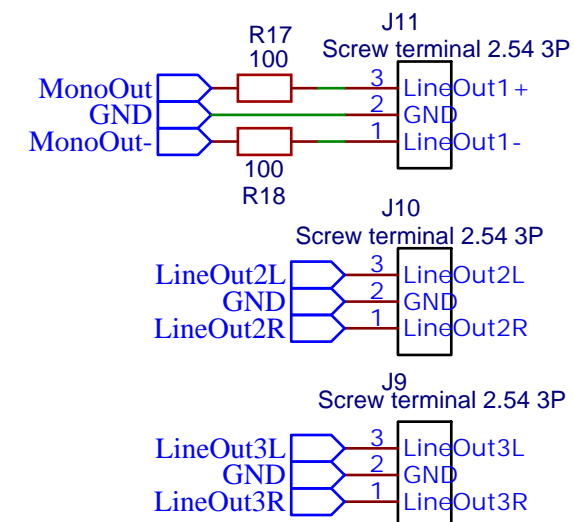 J11
Screw terminal 2.54 3P
R17
100
MonoOut
3
LineOut1+
GND
2
GND
MonoOut-
1
LineOut1-
100
R18
J10
Screw terminal 2.54 3P
LineOut2L
3
LineOut2L
GND
2
GND
LineOut2R
1
LineOut2R
J9
Screw terminal 2.54 3P
LineOut3L
3
LineOut3L
GND
2
GND
LineOut3R
1
LineOut3R